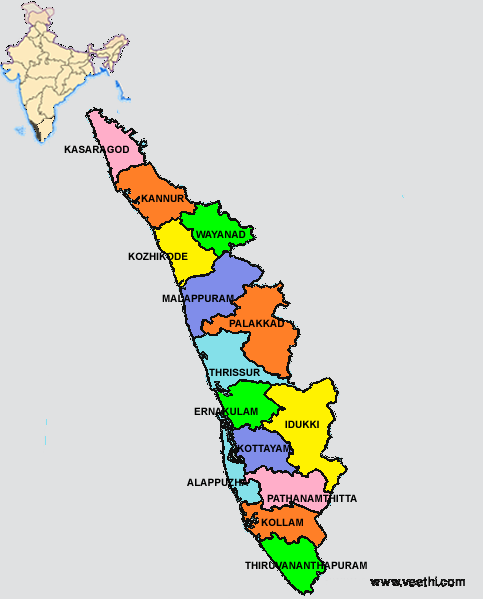 KASARAGOD
KANNUR
WAYANAD
KOZHIKODE
MALAPPURAM
PALAKKAD
THRISSUR
ERNAKULAM
IDUKKI
KOTTAYAM
ALAPPUZHA
PATHANAMTHITTA
KOLLAM
THIRUVANANTHAPURAM
www.veethi.com